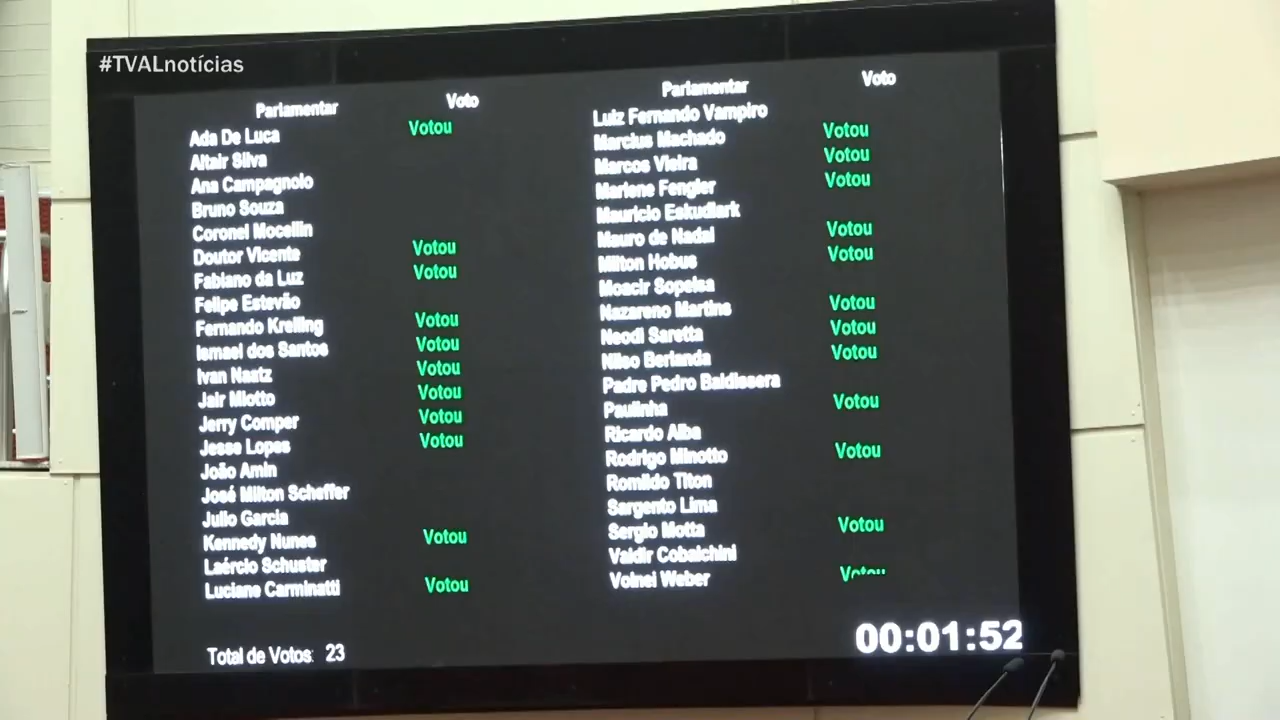 #TVALnotícias
Parlamentar Voto
Ada De Luca Votou
Altair Silva
Ana Campagnolo
Bruno Souza
Coronel Mocellin
Doutor Vicente Votou
Fabiano da Luz Votou
Felipe Estevão
Fernando Krelling Votou
Ismael dos Santos Votou
Ivan Naatz Votou
Jair Miotto Votou
Jerry Comper Votou
Jesse Lopes Votou
João Amin
José Milton Scheffer
Julio Garcia
Kennedy Nunes Votou
Laércio Schuster
Luciane Carminatti Votou
Total de Votos: 23
Parlamentar Voto
Luiz Fernando Vampiro
Marcius Machado Votou
Marcos Vieira Votou
Marlene Fengler Votou
Mauricio Eskudlark
Mauro de Nadal Votou
Milton Hobus Votou
Moacir Sopelsa
Nazareno Martins Votou
Neodi Saretta Votou
Nilso Berlanda Votou
Padre Pedro Baldissera
Paulinha Votou
Ricardo Alba
Rodrigo Minotto Votou
Romildo Titon
Sargento Lima
Sergio Motta Votou
Valdir Cobalchini
Volnei Weber Votou
00:01:52